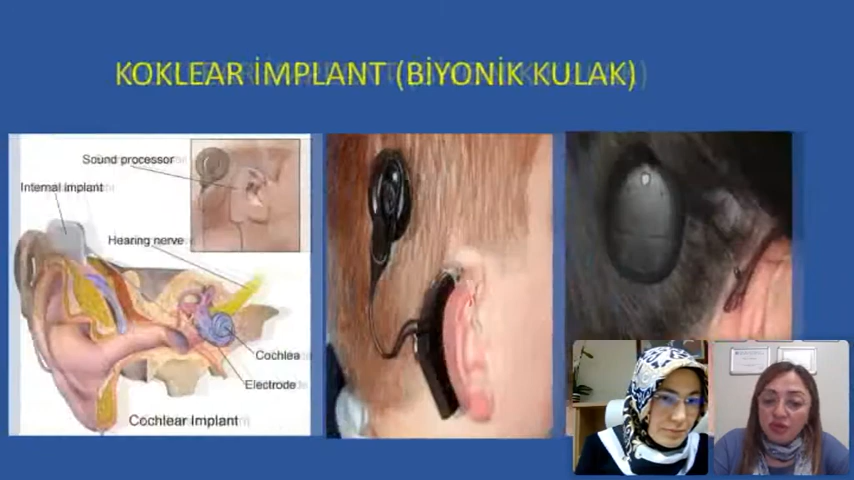 KOKLEAR İMPLANT (BİYONİK KULAK)
Sound processor
Internal implant
Hearing nerve
Cochlea
Electrode
Cochlear Implant